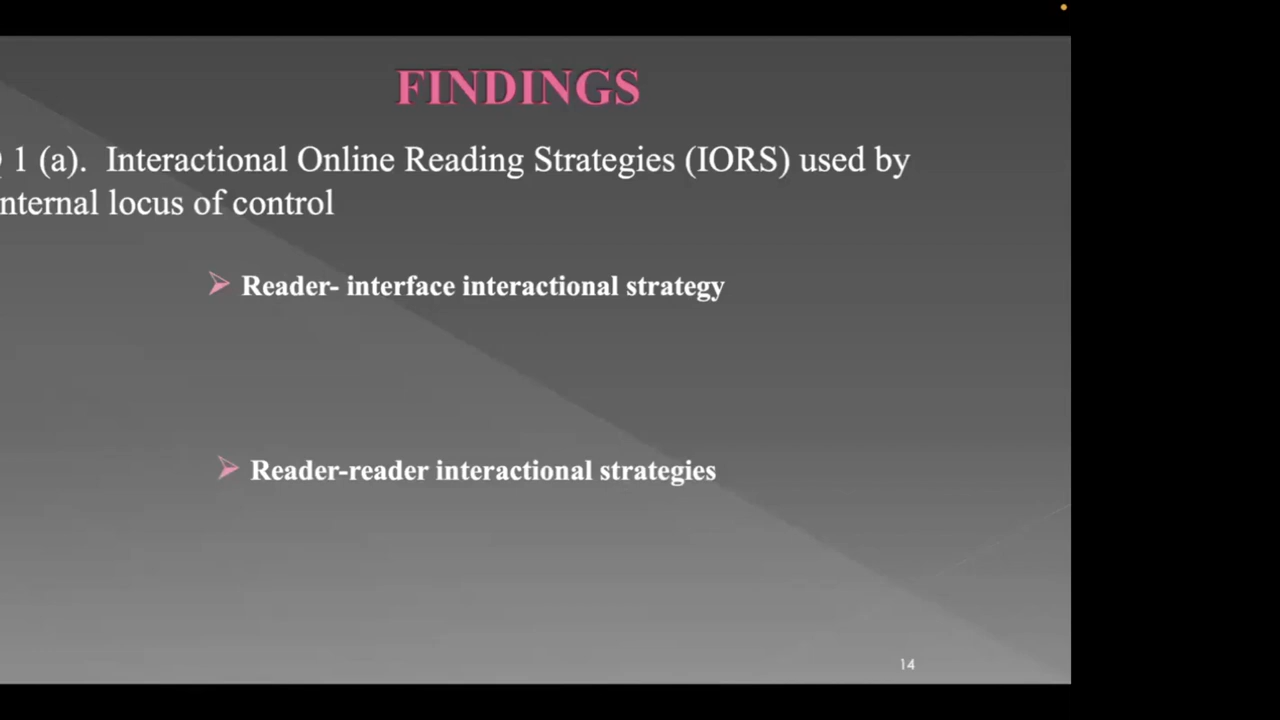 FINDINGS
1 (a). Interactional Online Reading Strategies (IORS) used by
nternal locus of control
Reader- interface interactional strategy
Reader-reader interactional strategies
14